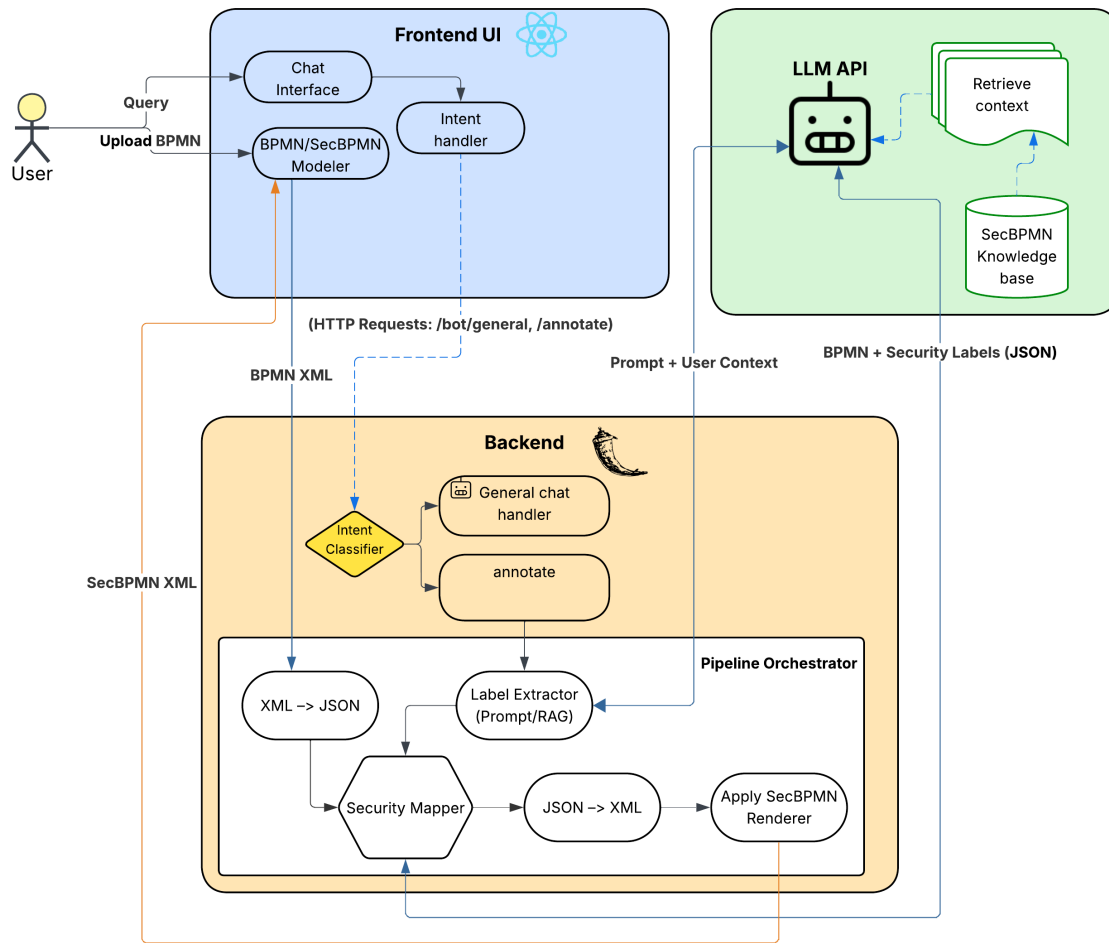 Frontend UI
Chat
Interface
Intent
handler
BPMN/SecBPMN
Modeler
Query
Upload BPMN
User
LLM API
Retrieve
context
SecBPMN
Knowledge
base
(HTTP Requests: /bot/general, /annotate)
BPMN XML
Prompt + User Context
BPMN + Security Labels (JSON)
Backend
General chat
handler
Intent
Classifier
annotate
SecBPMN XML
Pipeline Orchestrator
XML –> JSON
Label Extractor
(Prompt/RAG)
Security Mapper
JSON –> XML
Apply SecBPMN
Renderer